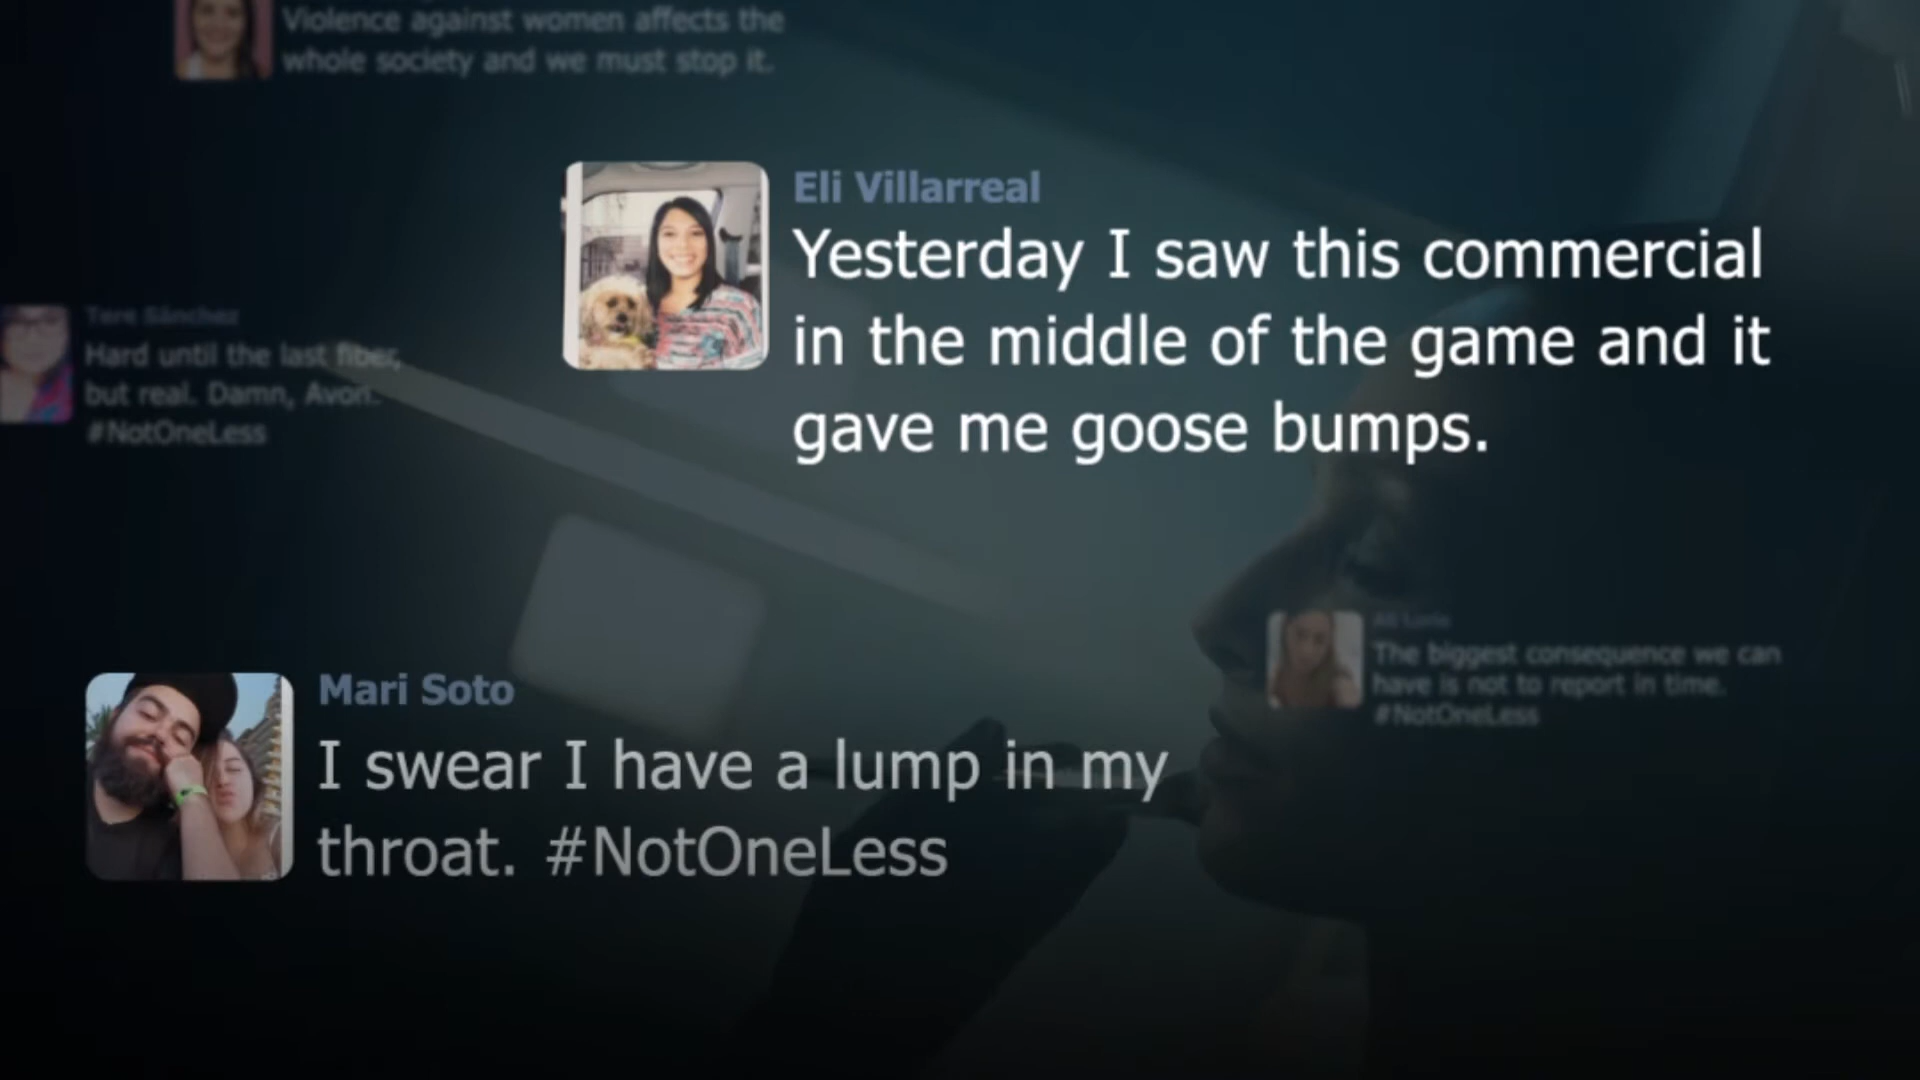 Violence against women affects the
whole society and we must stop it.
Eli Villarreal
Yesterday I saw this commercial
in the middle of the game and it
gave me goose bumps.
Tere Sánchez
Hard until the last fiber,
but real. Damn, Avon.
#NotOneLess
The biggest consequence we can
have is not to report in time.
#NotOneLess
Mari Soto
I swear I have a lump in my
throat. #NotOneLess